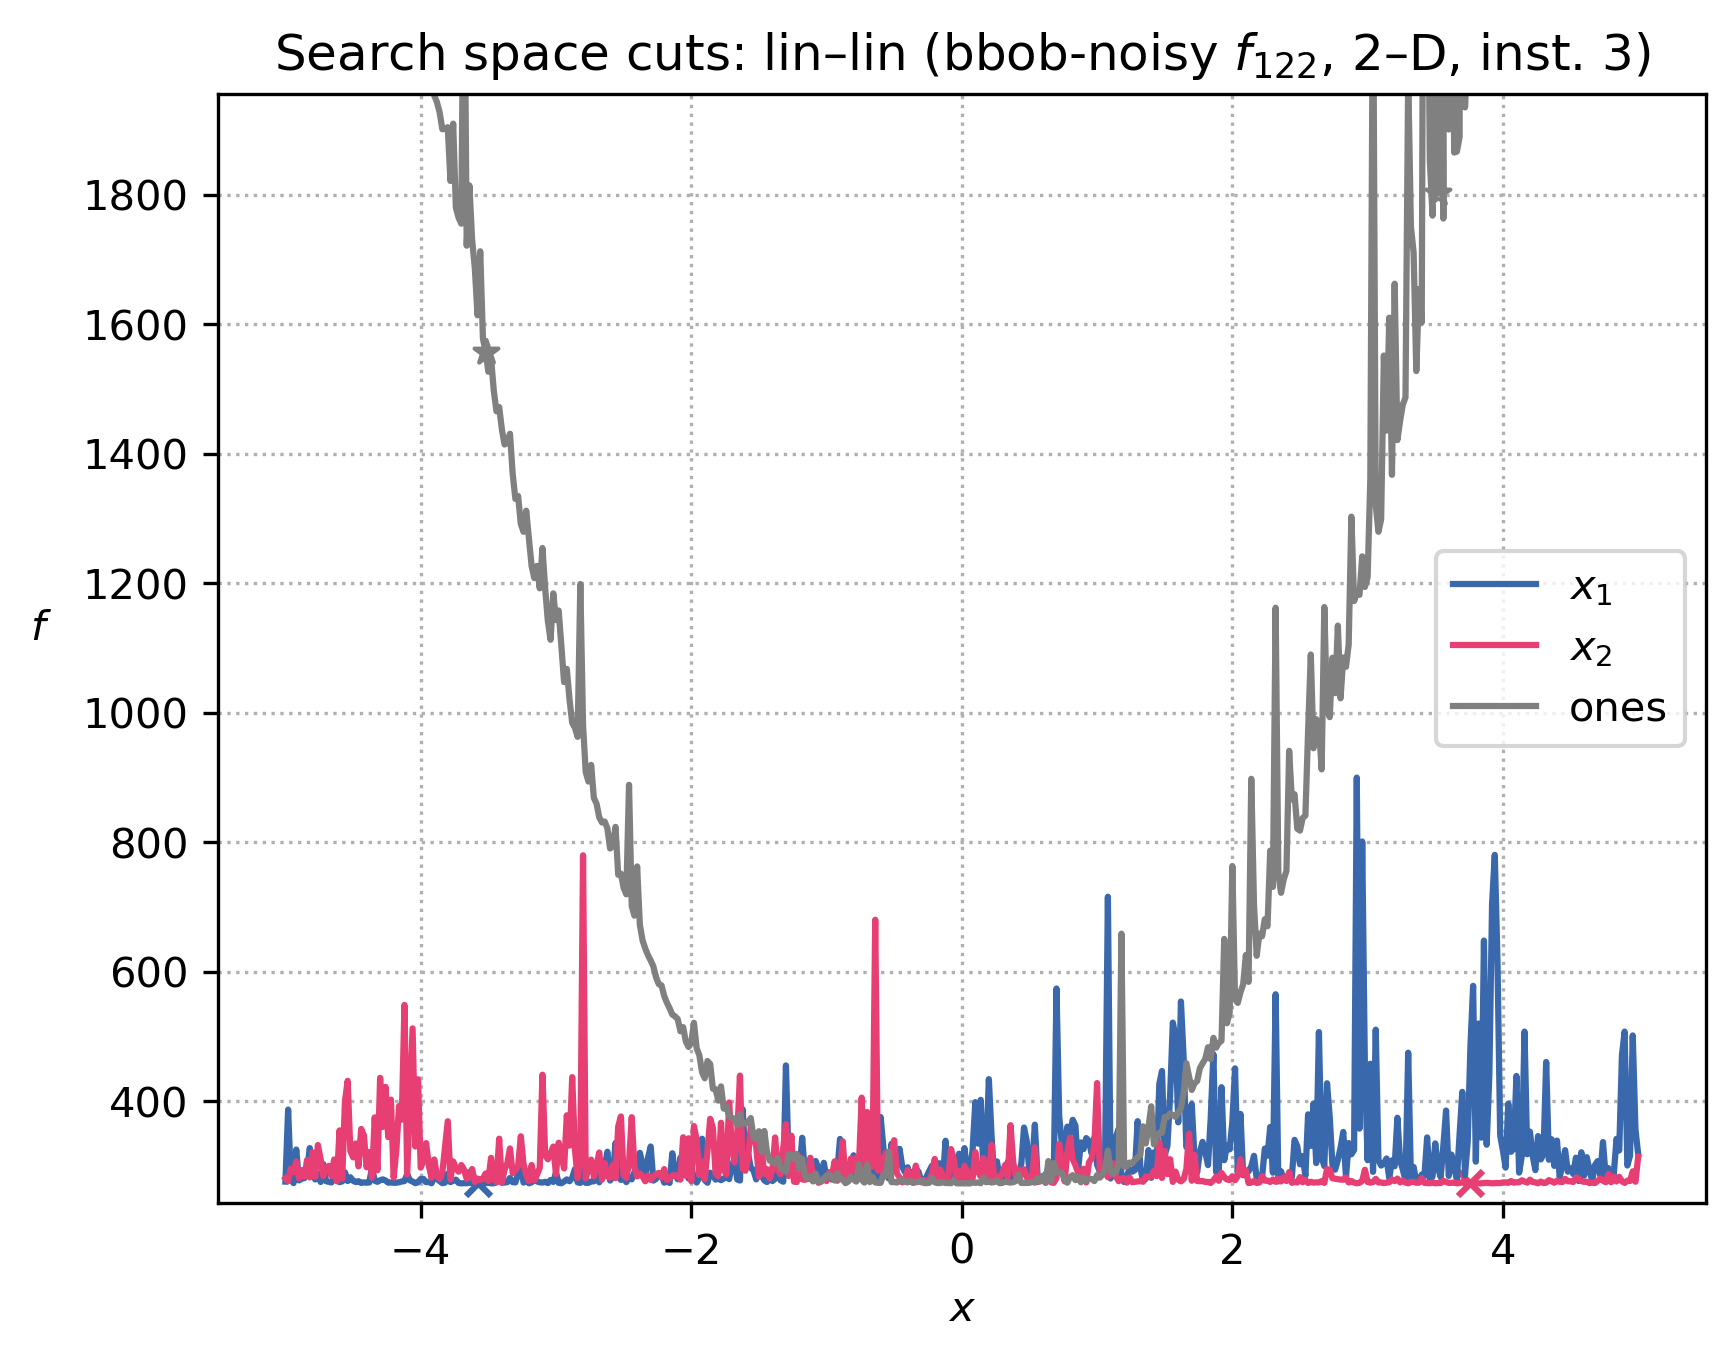 Search space cuts: lin–lin (bbob-noisy f₁₂₂, 2–D, inst. 3)
1800
1600
1400
1200
1000
800
600
400
f
x₁
x₂
ones
−4 −2 0 2 4
x